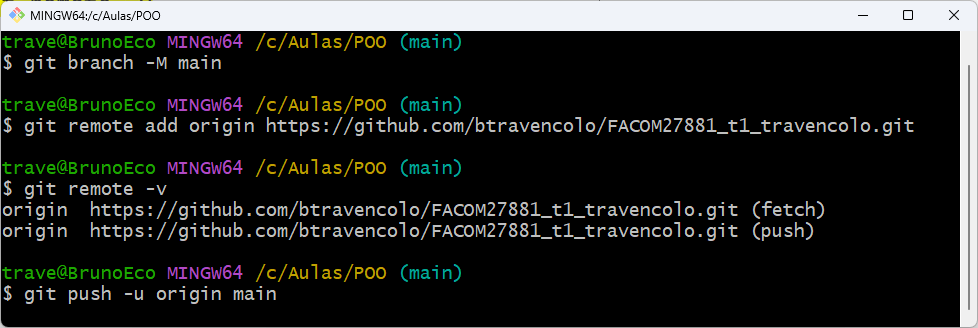 MINGW64:/c/Aulas/POO
trave@BrunoEco MINGW64 /c/Aulas/POO (main)
$ git branch -M main
trave@BrunoEco MINGW64 /c/Aulas/POO (main)
$ git remote add origin https://github.com/btravencolo/FACOM27881_t1_travencolo.git
trave@BrunoEco MINGW64 /c/Aulas/POO (main)
$ git remote -v
origin  https://github.com/btravencolo/FACOM27881_t1_travencolo.git (fetch)
origin  https://github.com/btravencolo/FACOM27881_t1_travencolo.git (push)
trave@BrunoEco MINGW64 /c/Aulas/POO (main)
$ git push -u origin main